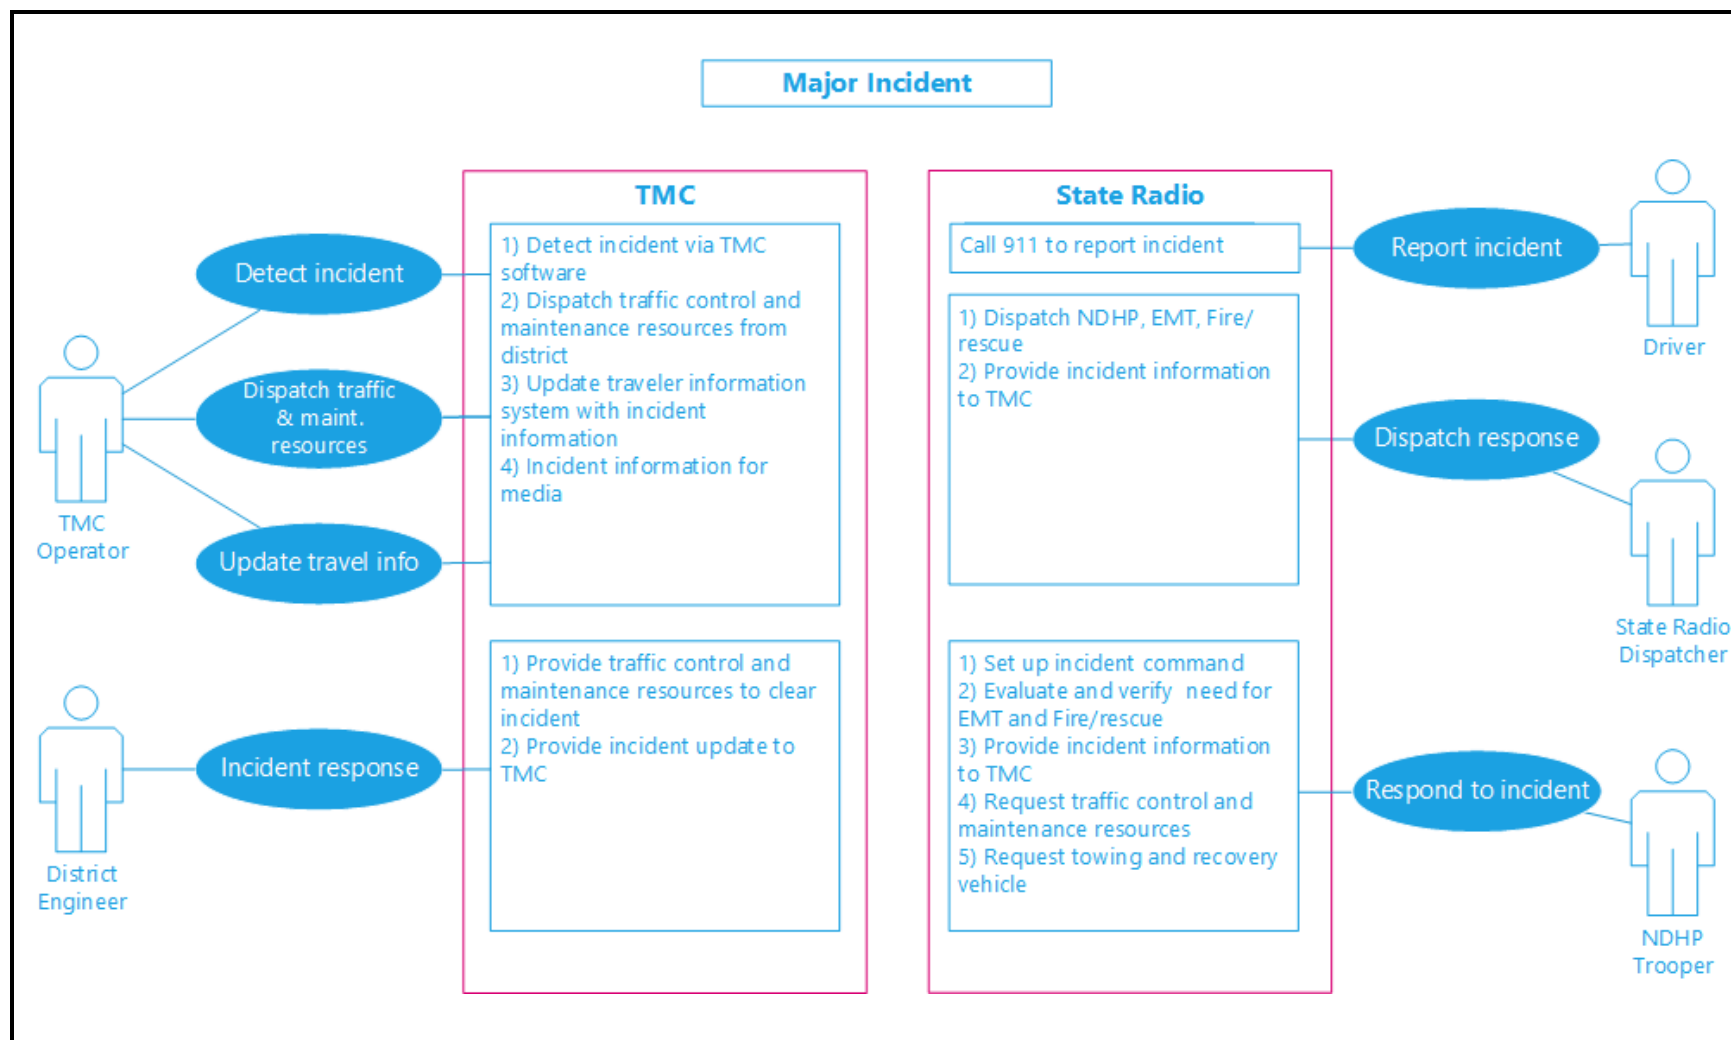 Major Incident
TMC
1) Detect incident via TMC
software
2) Dispatch traffic control and
maintenance resources from
district
3) Update traveler information
system with incident
information
4) Incident information for
media
Detect incident
Dispatch traffic
& maint.
resources
Update travel info
TMC
Operator
1) Provide traffic control and
maintenance resources to clear
incident
2) Provide incident update to
TMC
Incident response
District
Engineer
State Radio
Call 911 to report incident
Report incident
Driver
1) Dispatch NDHP, EMT, Fire/
rescue
2) Provide incident information
to TMC
Dispatch response
State Radio
Dispatcher
1) Set up incident command
2) Evaluate and verify need for
EMT and Fire/rescue
3) Provide incident information
to TMC
4) Request traffic control and
maintenance resources
5) Request towing and recovery
vehicle
Respond to incident
NDHP
Trooper